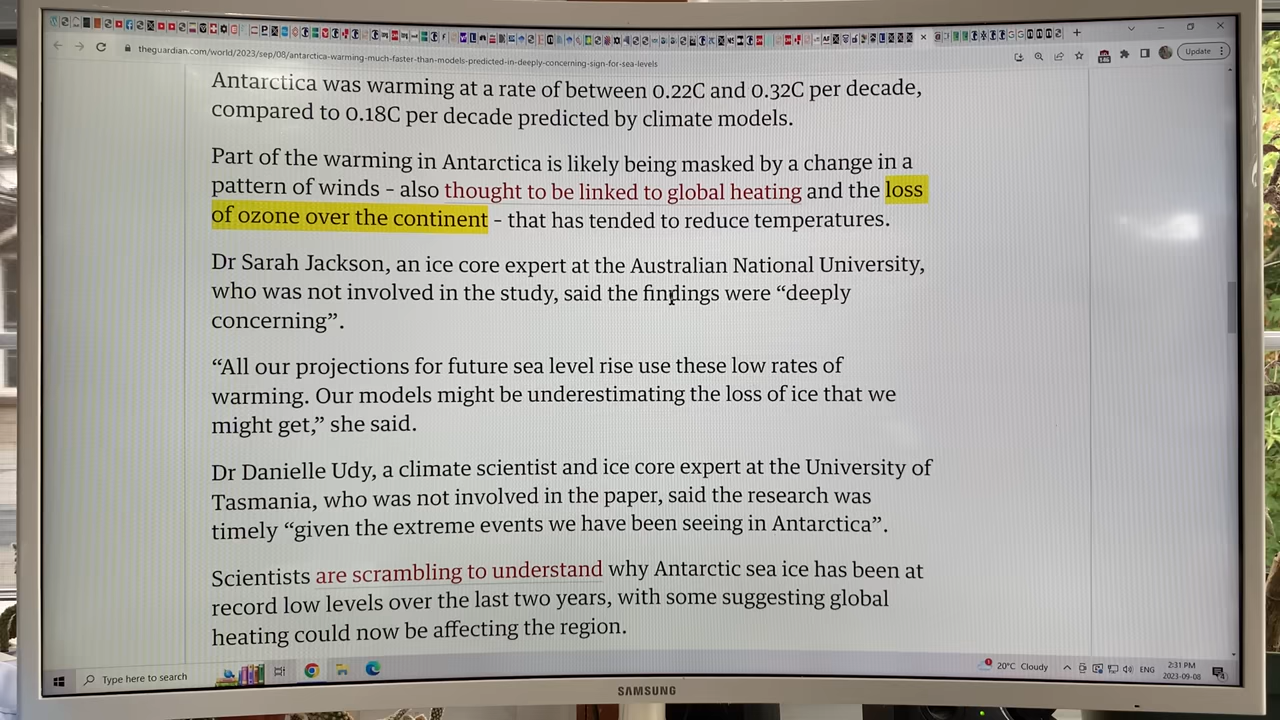 theguardian.com/world/2023/sep/08/antarctica-warming-much-faster-than-models-predicted-in-deeply-concerning-sign-for-sea-levels
Update
Antarctica was warming at a rate of between 0.22C and 0.32C per decade,
compared to 0.18C per decade predicted by climate models.
Part of the warming in Antarctica is likely being masked by a change in a
pattern of winds – also thought to be linked to global heating and the loss
of ozone over the continent – that has tended to reduce temperatures.
Dr Sarah Jackson, an ice core expert at the Australian National University,
who was not involved in the study, said the findings were “deeply
concerning”.
“All our projections for future sea level rise use these low rates of
warming. Our models might be underestimating the loss of ice that we
might get,” she said.
Dr Danielle Udy, a climate scientist and ice core expert at the University of
Tasmania, who was not involved in the paper, said the research was
timely “given the extreme events we have been seeing in Antarctica”.
Scientists are scrambling to understand why Antarctic sea ice has been at
record low levels over the last two years, with some suggesting global
heating could now be affecting the region.
Type here to search
20°C Cloudy
ENG
2:31 PM
2023-09-08
SAMSUNG